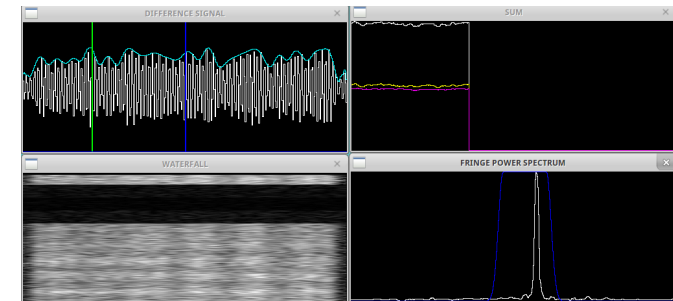 DIFFERENCE SIGNAL
SUM
WATERFALL
FRINGE POWER SPECTRUM